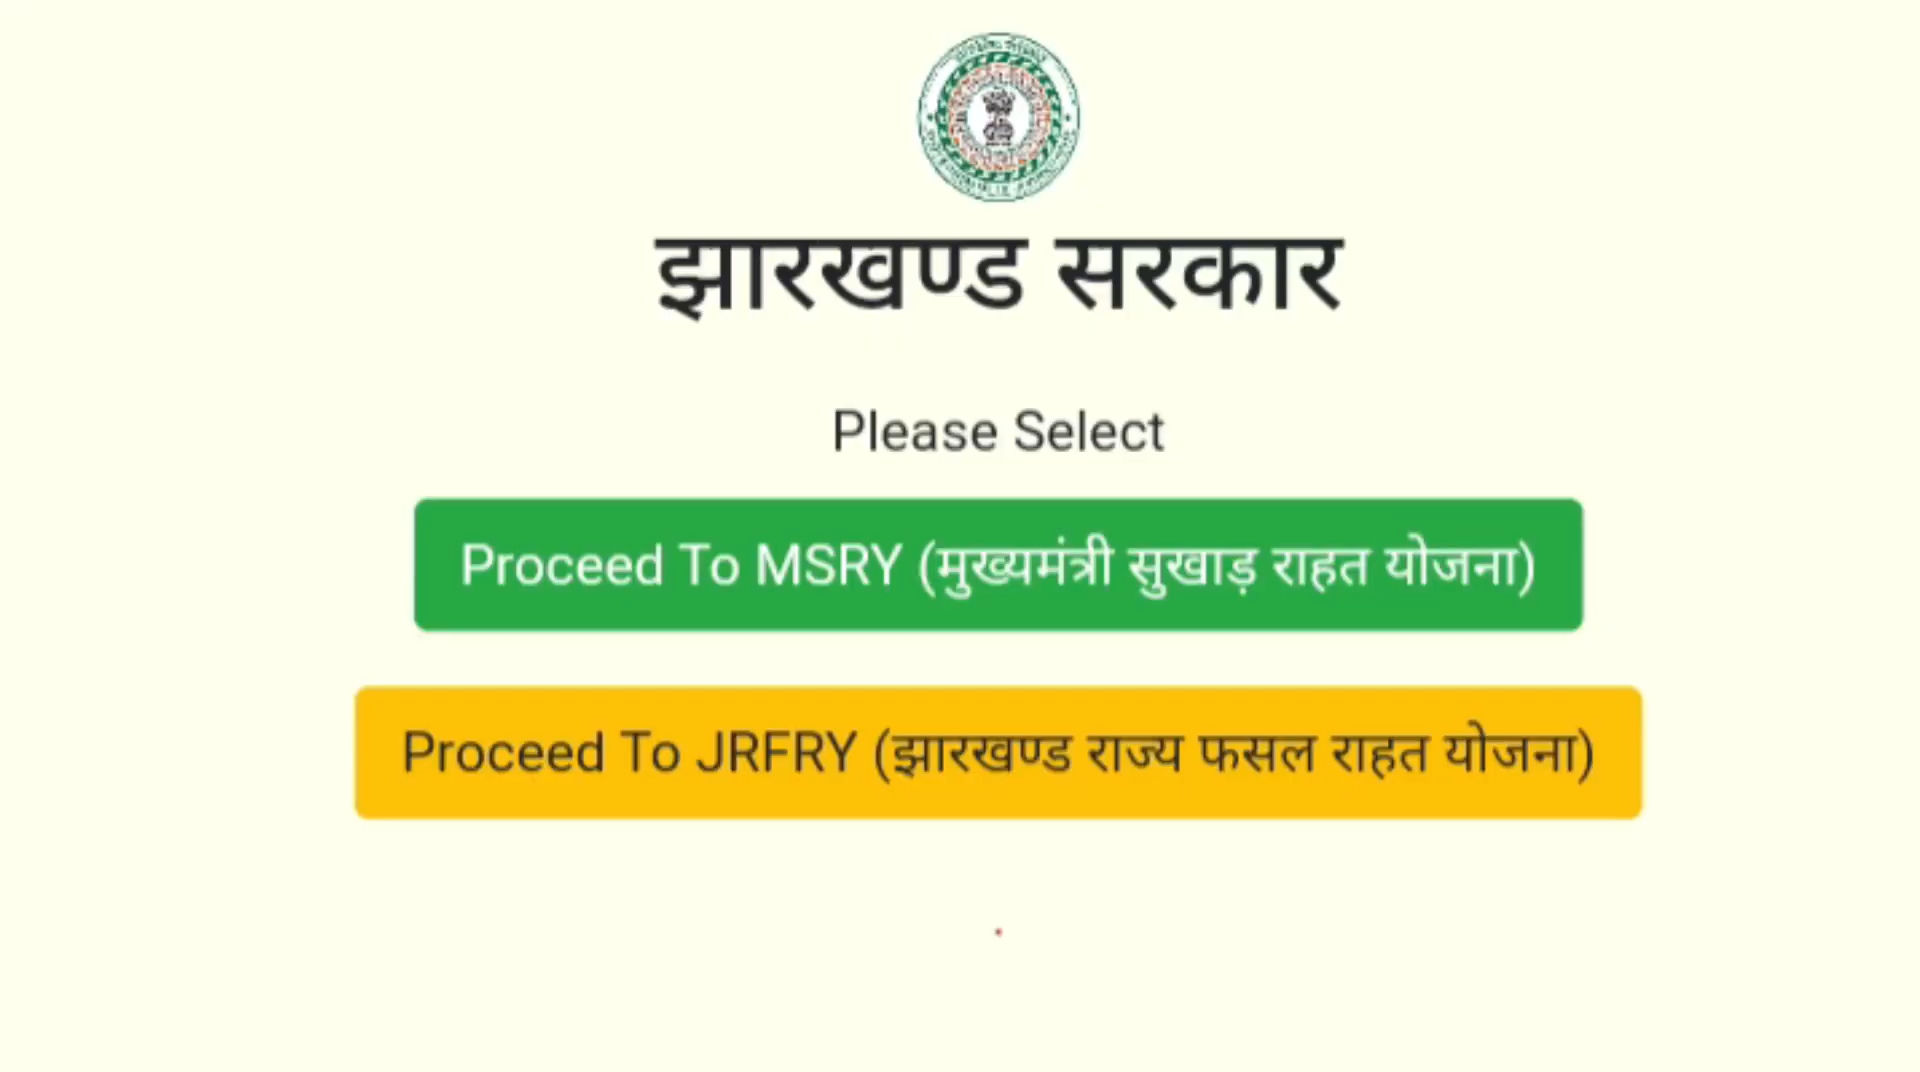 झारखण्ड सरकार
Please Select
Proceed To MSRY (मुख्यमंत्री सुखाड़ राहत योजना)
Proceed To JRFRY (झारखण्ड राज्य फसल राहत योजना)